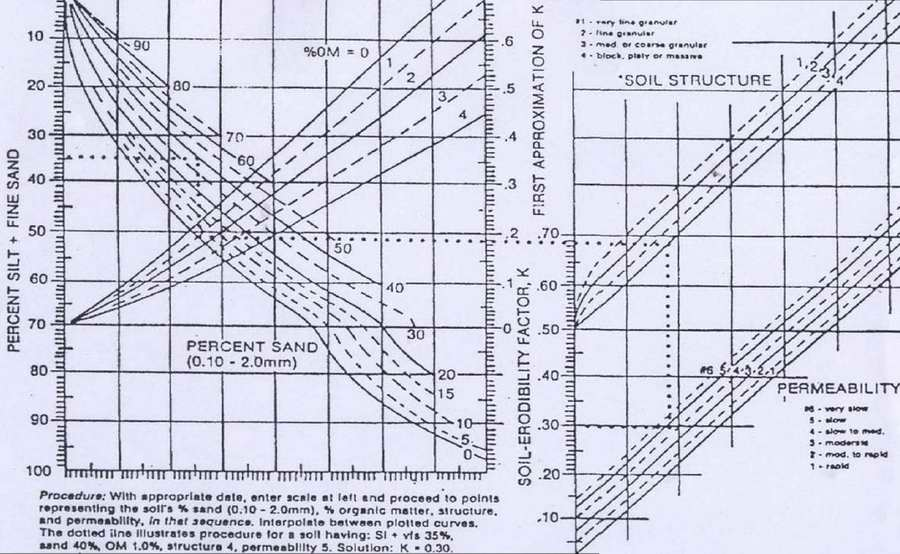 PERCENT SILT + FINE SAND
10
20
30
40
50
60
70
80
90
100
90
80
70
60
50
40
30
20
15
10
5
0
PERCENT SAND
(0.10 - 2.0mm)
%OM = 0
1
2
3
4
FIRST APPROXIMATION OF K
.6
.5
.4
.3
.2
.1
0
#1 - very fine granular
2 - fine granular
3 - med. or coarse granular
4 - block, platy or massive
SOIL STRUCTURE
1,2,3,4
SOIL-ERODIBILITY FACTOR, K
.70
.60
.50
.40
.30
.20
.10
#6 5 4 3 2 1
PERMEABILITY
#6 - very slow
5 - slow
4 - slow to med.
3 - moderate
2 - mod. to rapid
1 - rapid
Procedure: With appropriate date, enter scale at left and proceed to points
representing the soil's % sand (0.10 - 2.0mm), % organic matter, structure,
and permeability, in that sequence. Interpolate between plotted curves.
The dotted line illustrates procedure for a soil having: SI + vfs 35%,
sand 40%, OM 1.0%, structure 4, permeability 5. Solution: K = 0.30.